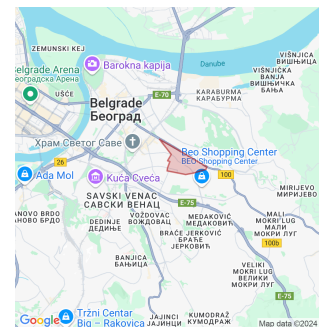 ZEMUNSKI KEJ
VIŠNJICA
ВИШЊИЦА
Barokna kapija
Danube
VIŠNJIČKA
BANJA
ВИШЊИЧКА
БАЊА
Belgrade Arena
Београдска Арена
UŠĆE
УШЋЕ
E-70
KARABURMA
КАРАБУРМА
Belgrade
Београд
Храм Светог Саве
Beo Shopping Center
BEO Shopping Center
26
100
Ada Mol
Kuća Cveća
MIRIJEVO
МИРИЈЕВО
E-75
SAVSKI VENAC
САВСКИ ВЕНАЦ
NOVO BRDO
НОВО БРДО
DEDINJE
ДЕДИЊЕ
VOŽDOVAC
ВОЖДОВАЦ
MEDAKOVIĆ
МЕДАКОВИЋ
MALI
MOKRI LUG
МАЛИ
МОКРИ ЛУГ
BRAĆE JERKOVIĆ
БРАЋЕ
ЈЕРКОВИЋ
100b
BANJICA
БАЊИЦА
VELIKI
MOKRI LUG
ВЕЛИКИ
МОКРИ ЛУГ
E-75
Tržni Centar
Big – Rakovica
JAJINCI
ЈАЈИНЦИ
KUMODRAŽ
КУМОДРАЖ
Google
Map data ©2024